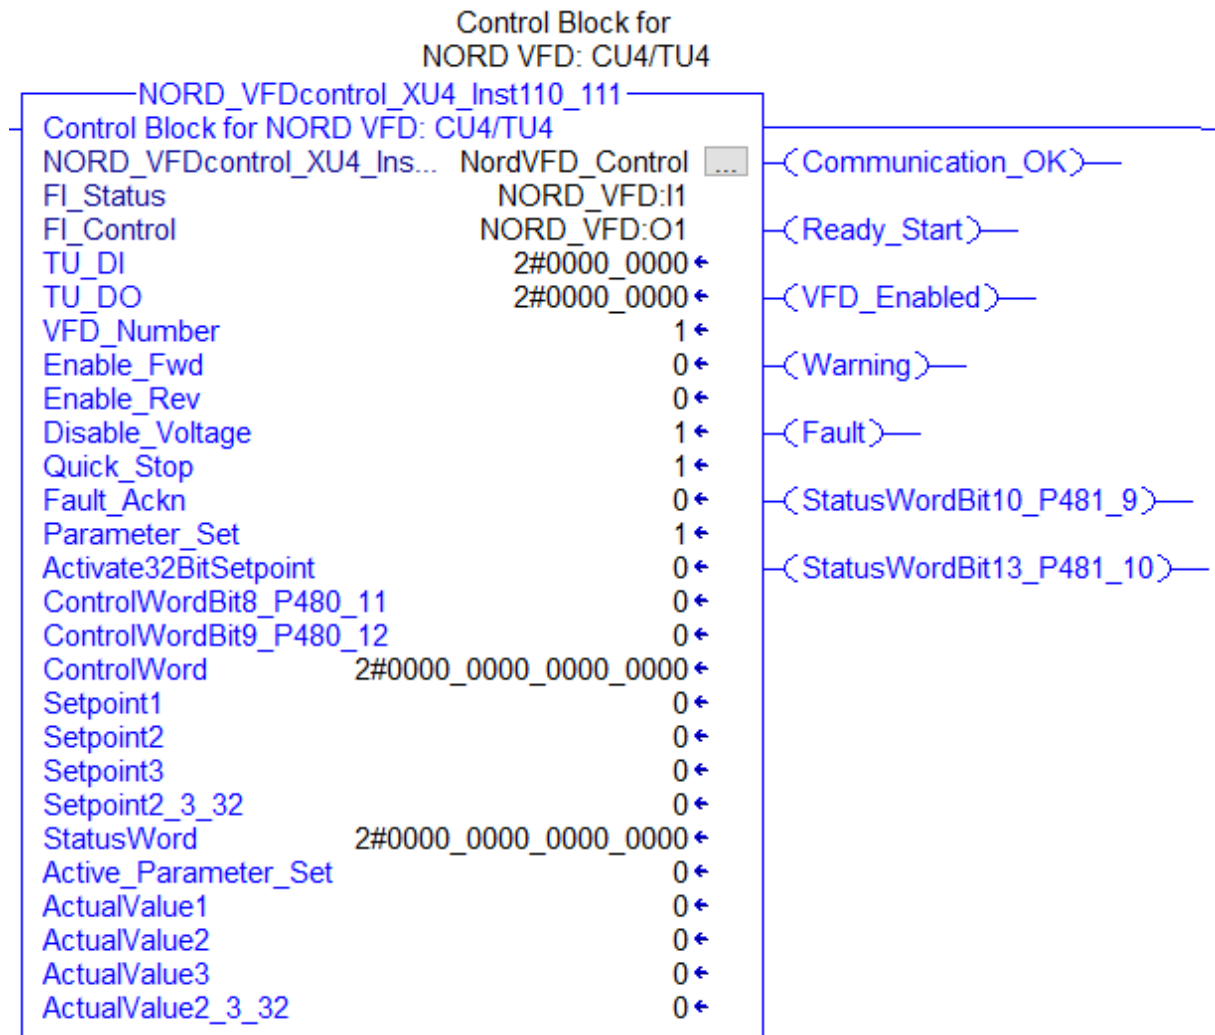 Control Block for
NORD VFD: CU4/TU4
NORD_VFDcontrol_XU4_Inst110_111
Control Block for NORD VFD: CU4/TU4
NORD_VFDcontrol_XU4_Ins... NordVFD_Control ... Communication_OK
FI_Status NORD_VFD:I1
FI_Control NORD_VFD:O1 Ready_Start
TU_DI 2#0000_0000
TU_DO 2#0000_0000 VFD_Enabled
VFD_Number 1
Enable_Fwd 0 Warning
Enable_Rev 0
Disable_Voltage 1 Fault
Quick_Stop 1
Fault_Ackn 0 StatusWordBit10_P481_9
Parameter_Set 1
Activate32BitSetpoint 0 StatusWordBit13_P481_10
ControlWordBit8_P480_11 0
ControlWordBit9_P480_12 0
ControlWord 2#0000_0000_0000_0000
Setpoint1 0
Setpoint2 0
Setpoint3 0
Setpoint2_3_32 0
StatusWord 2#0000_0000_0000_0000
Active_Parameter_Set 0
ActualValue1 0
ActualValue2 0
ActualValue3 0
ActualValue2_3_32 0